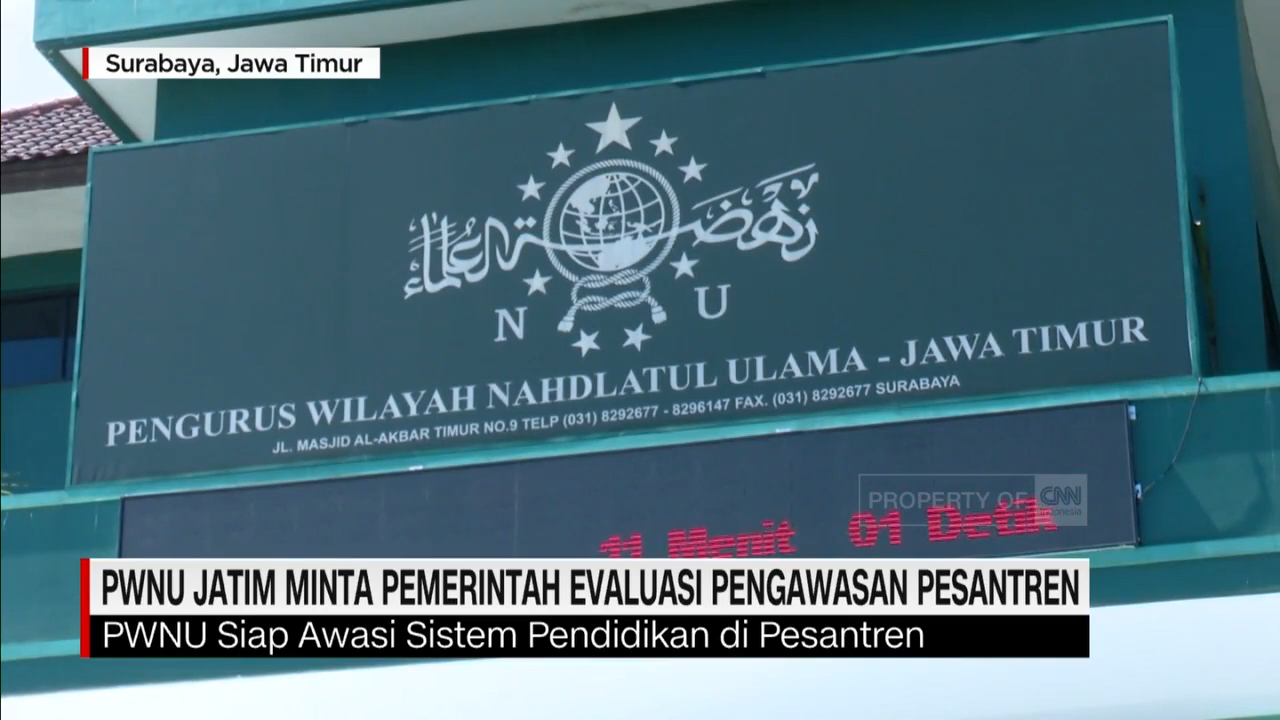 Surabaya, Jawa Timur
نهضة العلماء
N U
PENGURUS WILAYAH NAHDLATUL ULAMA - JAWA TIMUR
JL. MASJID AL-AKBAR TIMUR NO.9 TELP (031) 8292677 - 8296147 FAX. (031) 8292677 SURABAYA
PROPERTY OF CNN Indonesia
11 Menit 01 Detik
PWNU JATIM MINTA PEMERINTAH EVALUASI PENGAWASAN PESANTREN
PWNU Siap Awasi Sistem Pendidikan di Pesantren